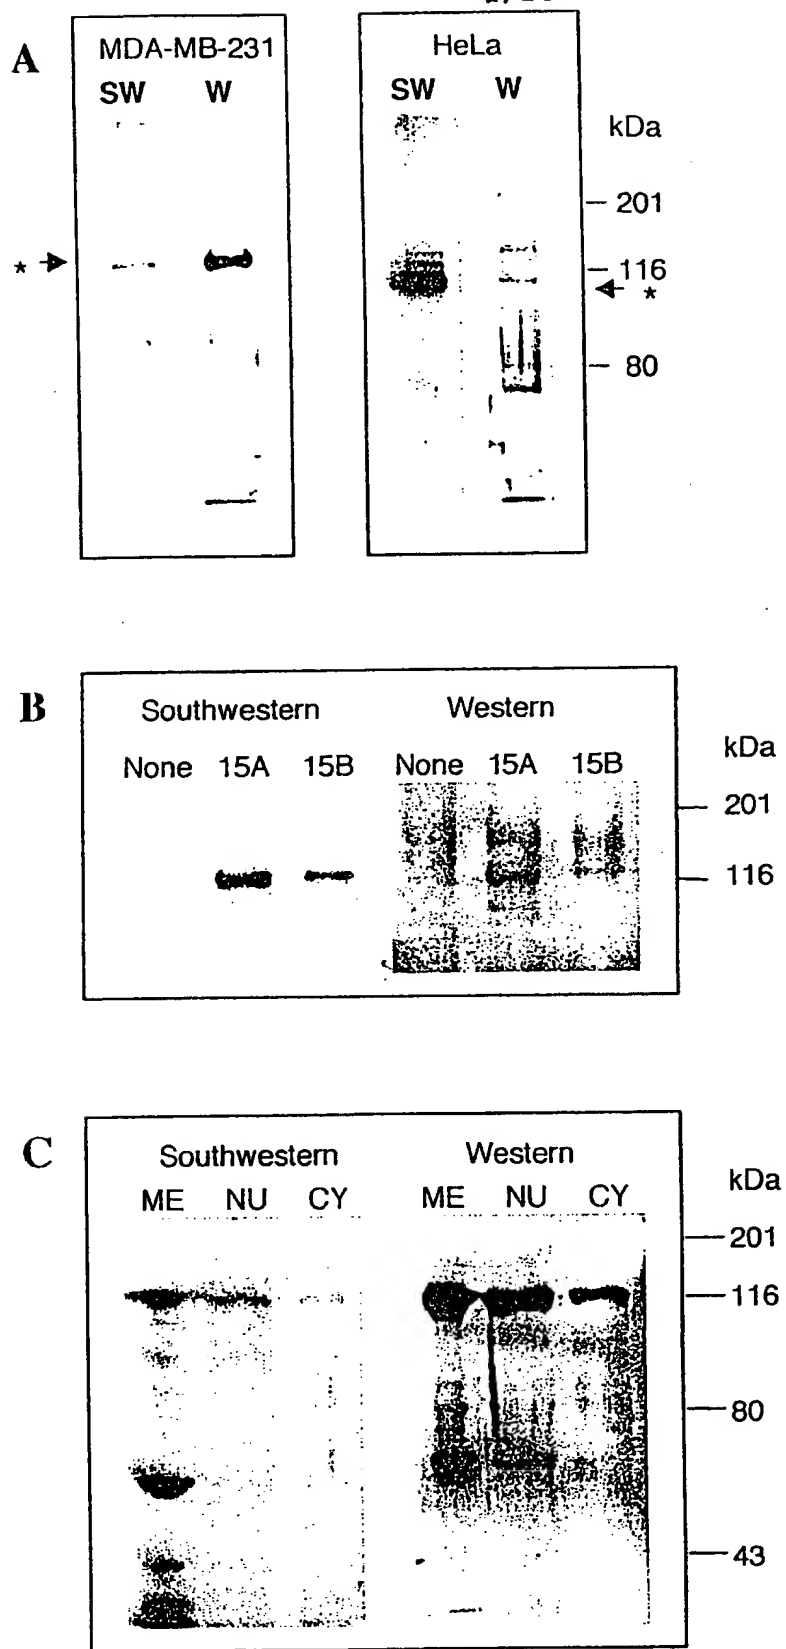 A
MDA-MB-231
SW W
*
HeLa
SW W
kDa
201
116
*
80
B
Southwestern Western
None 15A 15B None 15A 15B
kDa
201
116
C
Southwestern Western
ME NU CY ME NU CY
kDa
201
116
80
43